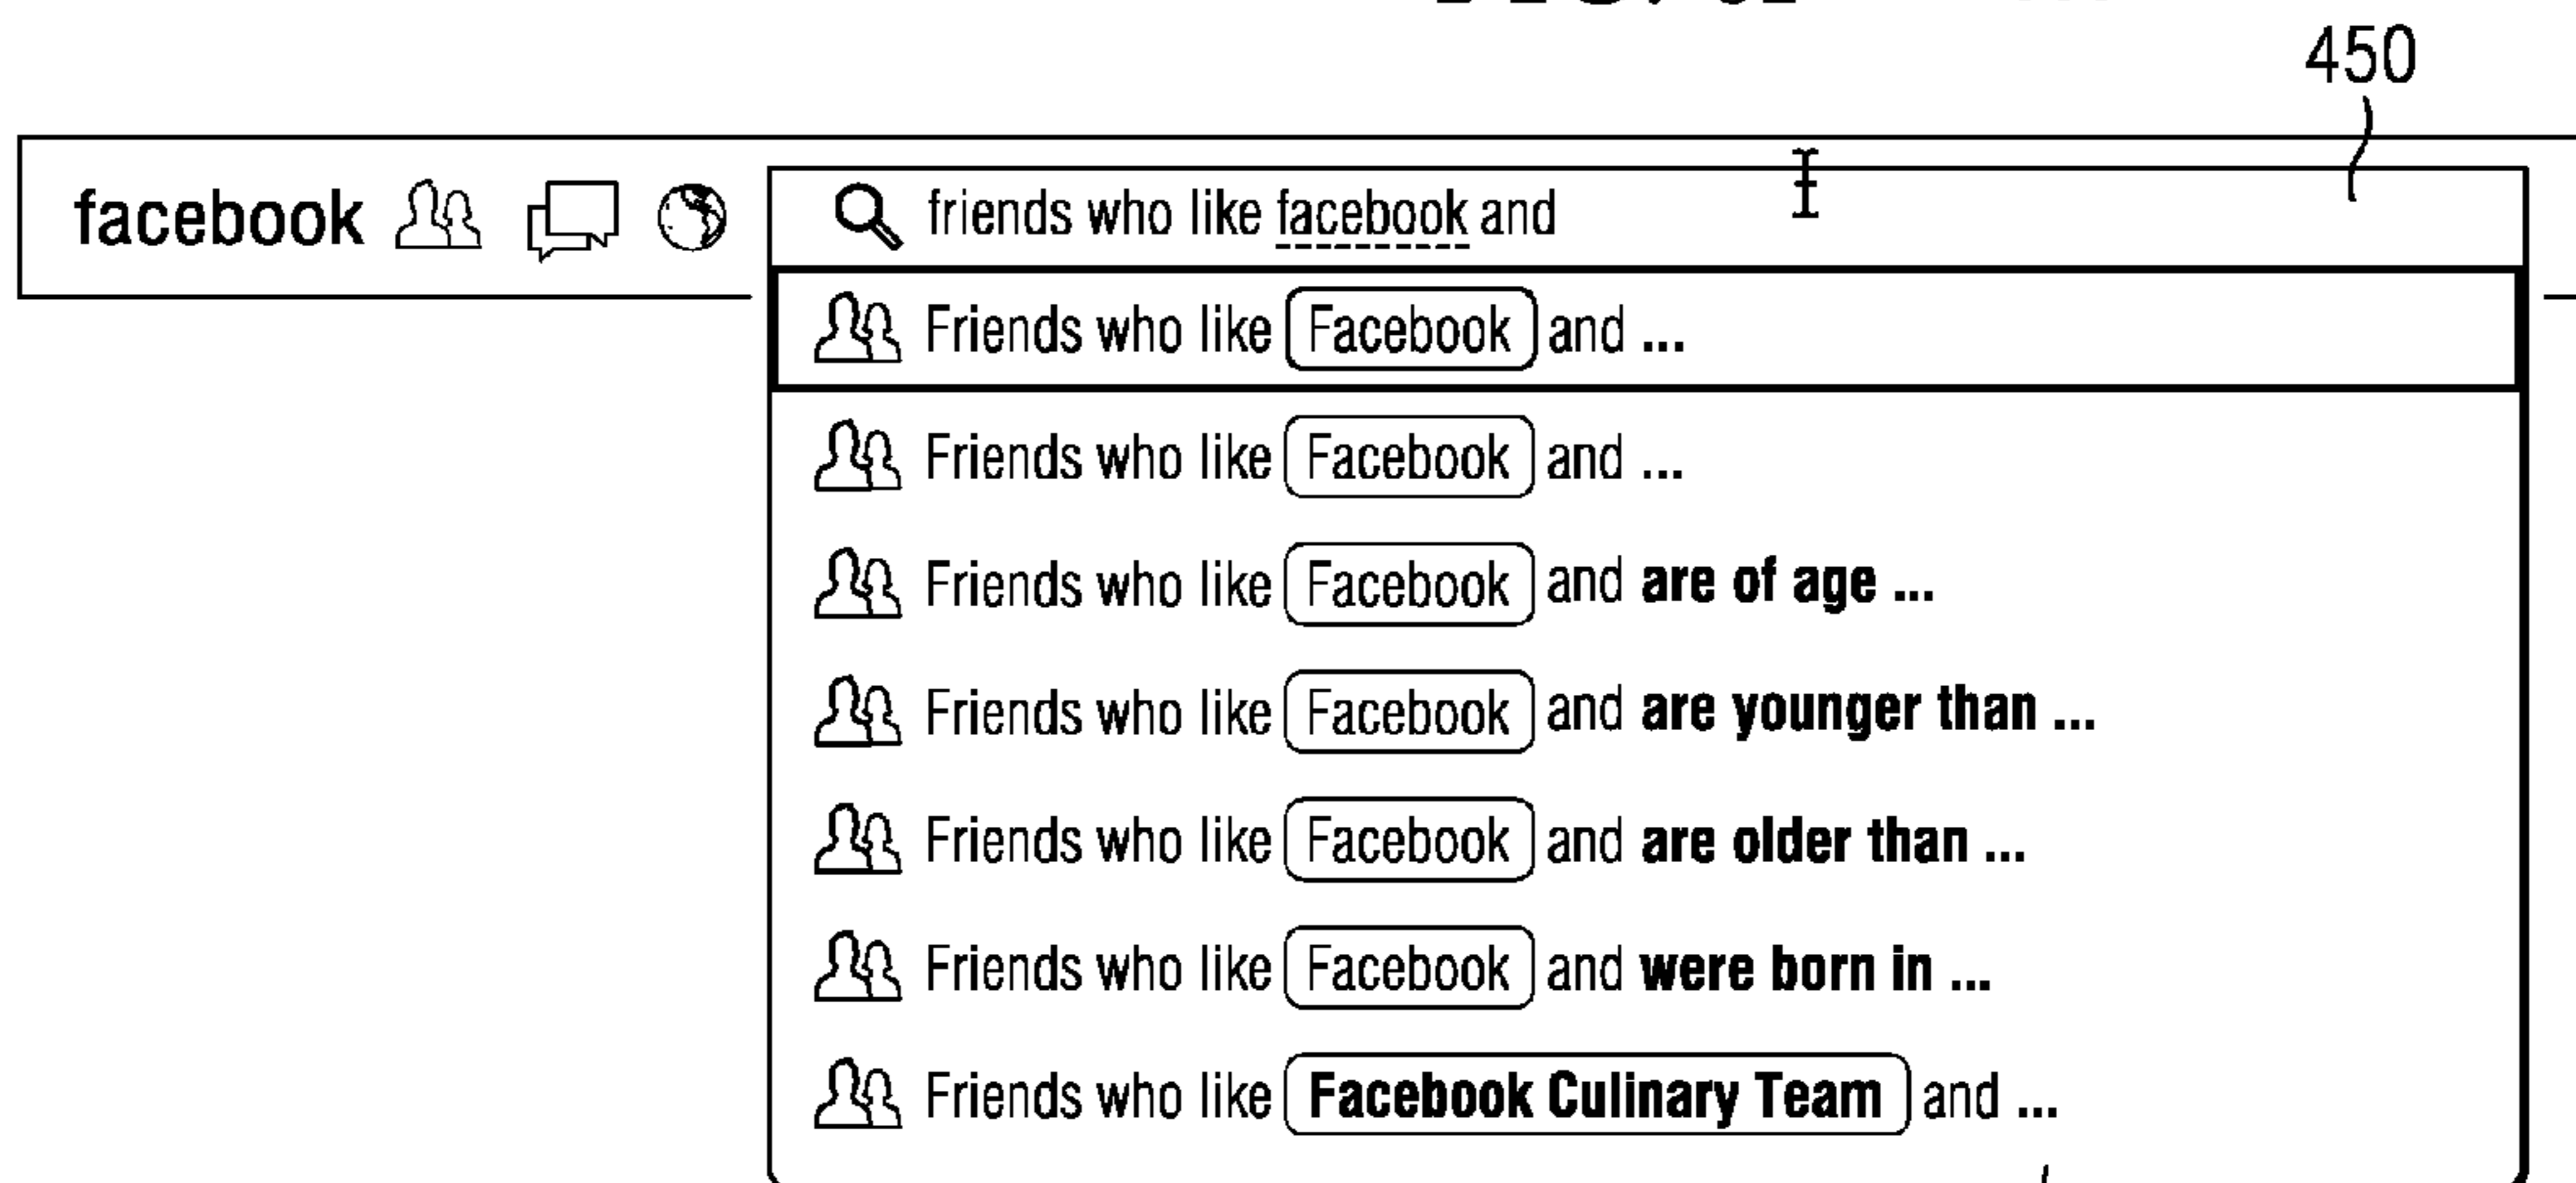 450
facebook friends who like facebook and
Friends who like Facebook and ...
Friends who like Facebook and ...
Friends who like Facebook and are of age ...
Friends who like Facebook and are younger than ...
Friends who like Facebook and are older than ...
Friends who like Facebook and were born in ...
Friends who like Facebook Culinary Team and ...